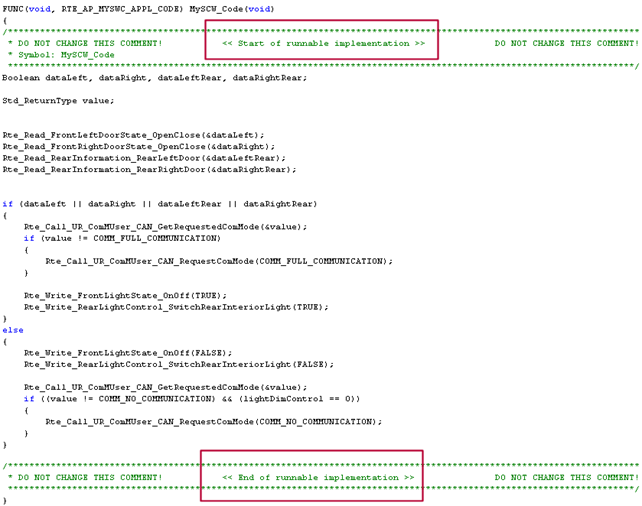 FUNC(void, RTE_AP_MYSWC_APPL_CODE) MySCW_Code(void)
{
/**********************************************************************************************************************
 * DO NOT CHANGE THIS COMMENT!           << Start of runnable implementation >>             DO NOT CHANGE THIS COMMENT!
 * Symbol: MySCW_Code
 *********************************************************************************************************************/
Boolean dataLeft, dataRight, dataLeftRear, dataRightRear;
Std_ReturnType value;
Rte_Read_FrontLeftDoorState_OpenClose(&dataLeft);
Rte_Read_FrontRightDoorState_OpenClose(&dataRight);
Rte_Read_RearInformation_RearLeftDoor(&dataLeftRear);
Rte_Read_RearInformation_RearRightDoor(&dataRightRear);
if (dataLeft || dataRight || dataLeftRear || dataRightRear)
{
    Rte_Call_UR_ComMUser_CAN_GetRequestedComMode(&value);
    if (value != COMM_FULL_COMMUNICATION)
    {
        Rte_Call_UR_ComMUser_CAN_RequestComMode(COMM_FULL_COMMUNICATION);
    }
    Rte_Write_FrontLightState_OnOff(TRUE);
    Rte_Write_RearLightControl_SwitchRearInteriorLight(TRUE);
}
else
{
    Rte_Write_FrontLightState_OnOff(FALSE);
    Rte_Write_RearLightControl_SwitchRearInteriorLight(FALSE);
    Rte_Call_UR_ComMUser_CAN_GetRequestedComMode(&value);
    if ((value != COMM_NO_COMMUNICATION) && (lightDimControl == 0))
    {
        Rte_Call_UR_ComMUser_CAN_RequestComMode(COMM_NO_COMMUNICATION);
    }
}
/**********************************************************************************************************************
 * DO NOT CHANGE THIS COMMENT!           << End of runnable implementation >>               DO NOT CHANGE THIS COMMENT!
 *********************************************************************************************************************/
}